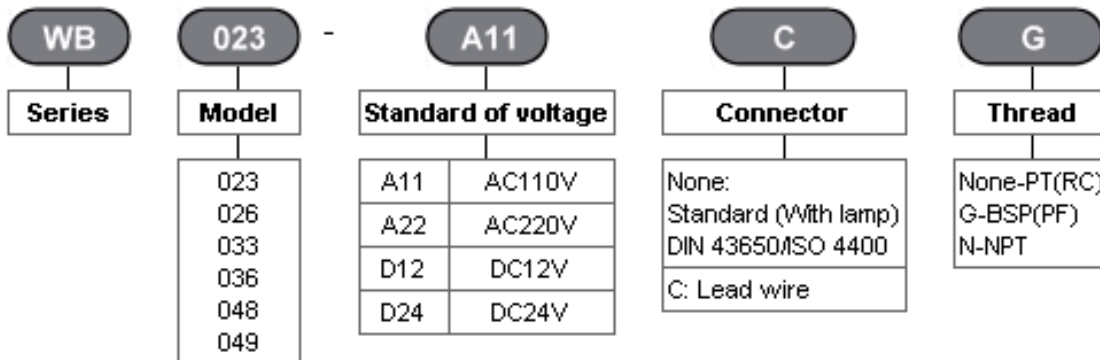 WB 023 - A11 C G
Series Model Standard of voltage Connector Thread
023
026
033
036
048
049
A11 AC110V
A22 AC220V
D12 DC12V
D24 DC24V
None:
Standard (With lamp)
DIN 43650/ISO 4400
C: Lead wire
None-PT(RC)
G-BSP(PF)
N-NPT